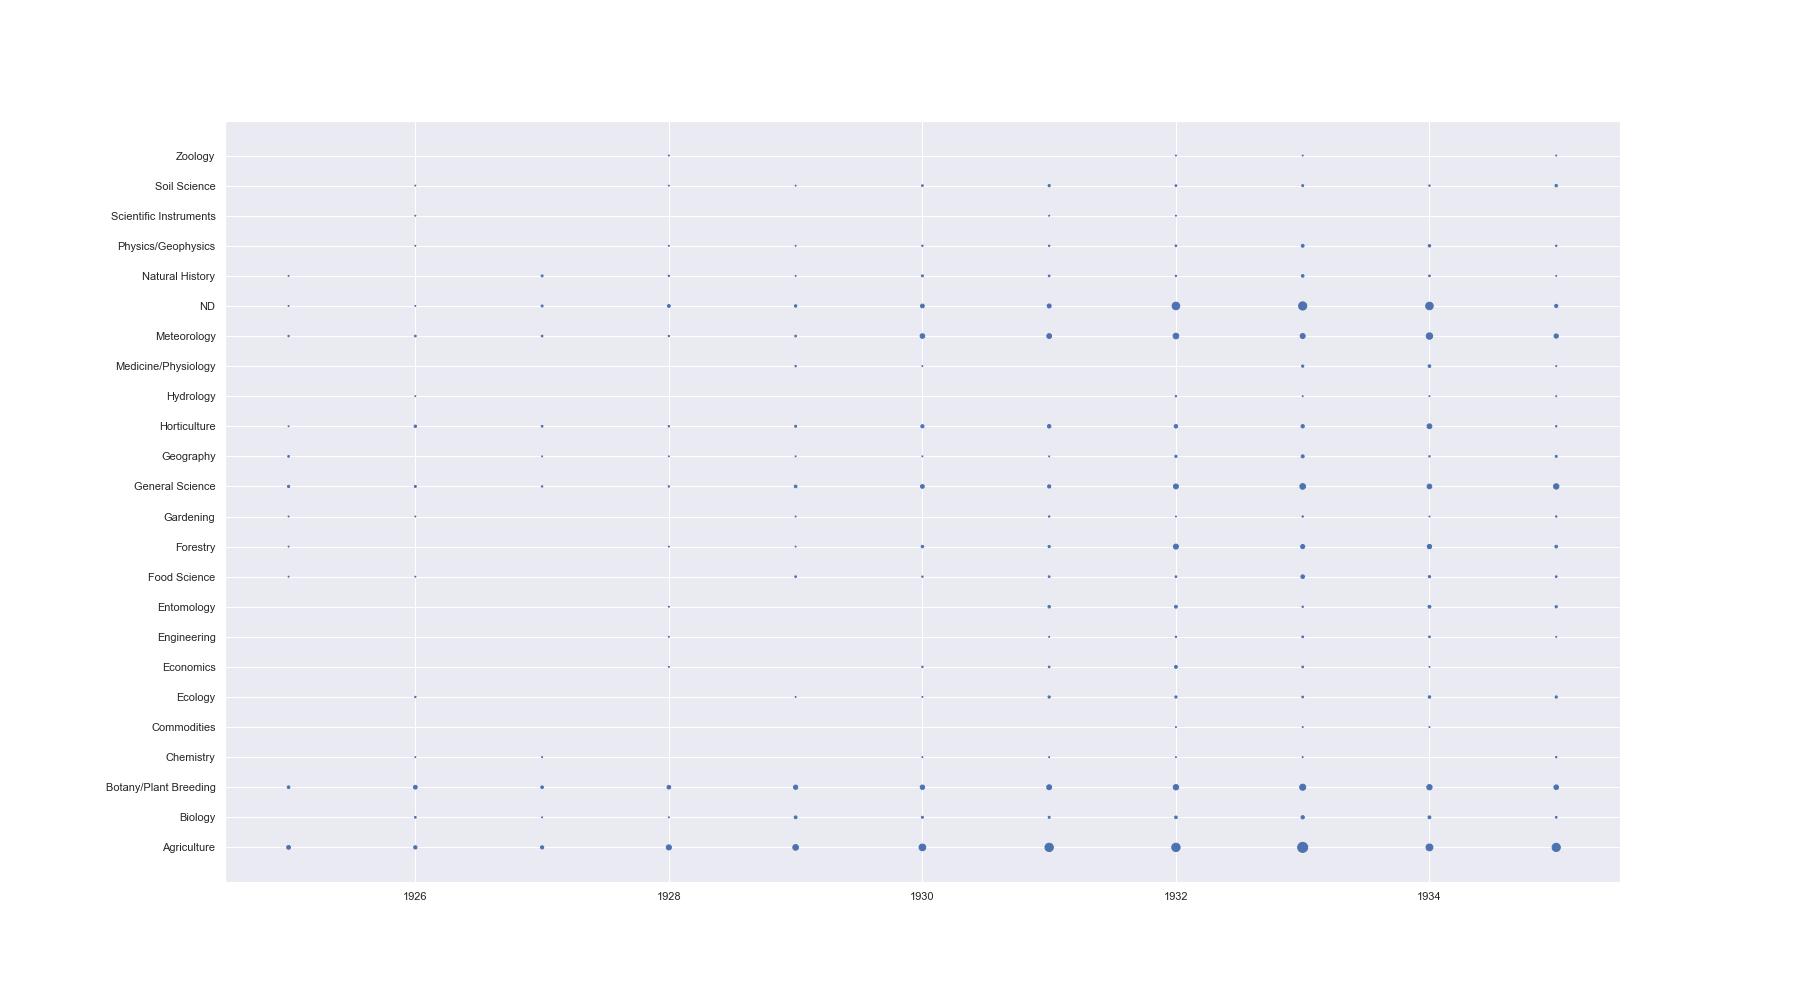 Zoology
Soil Science
Scientific Instruments
Physics/Geophysics
Natural History
ND
Meteorology
Medicine/Physiology
Hydrology
Horticulture
Geography
General Science
Gardening
Forestry
Food Science
Entomology
Engineering
Economics
Ecology
Commodities
Chemistry
Botany/Plant Breeding
Biology
Agriculture
1926 1928 1930 1932 1934